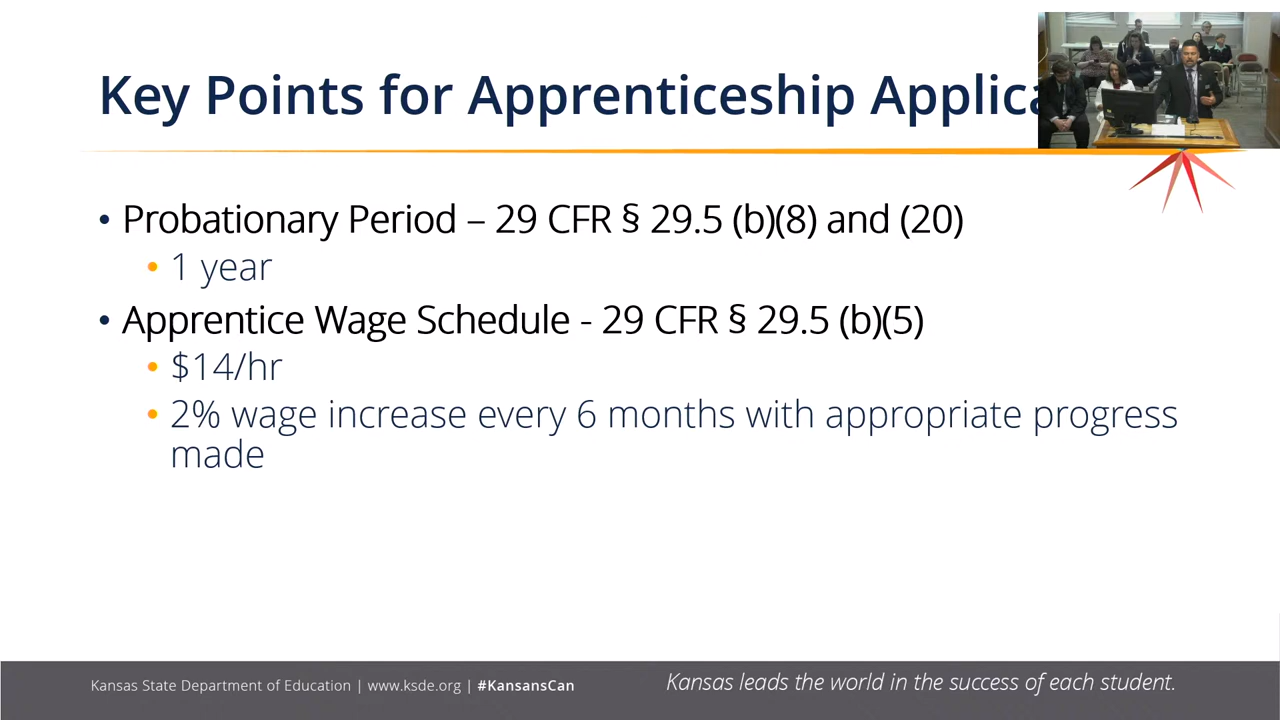 Key Points for Apprenticeship
• Probationary Period – 29 CFR § 29.5 (b)(8) and (20)
• 1 year
• Apprentice Wage Schedule - 29 CFR § 29.5 (b)(5)
• $14/hr
• 2% wage increase every 6 months with appropriate progress
made
Kansas State Department of Education | www.ksde.org | #KansansCan
Kansas leads the world in the success of each student.